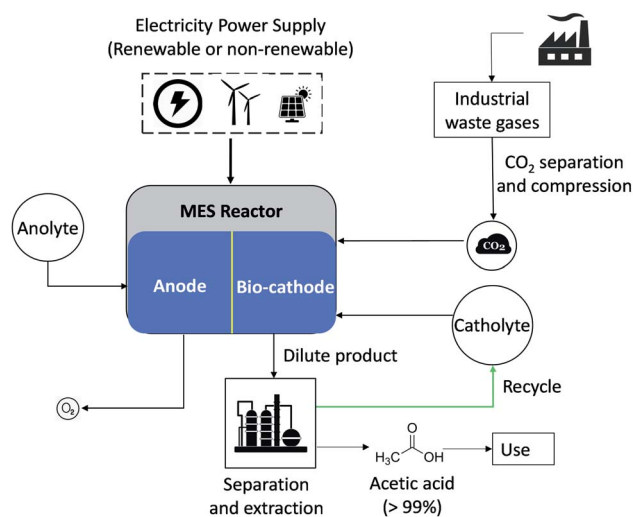 Electricity Power Supply
(Renewable or non-renewable)
Industrial
waste gases
CO₂ separation
and compression
CO₂
MES Reactor
Anolyte
Anode
Bio-cathode
Catholyte
Dilute product
Recycle
O₂
Separation
and extraction
O
H₃C
OH
Acetic acid
(> 99%)
Use